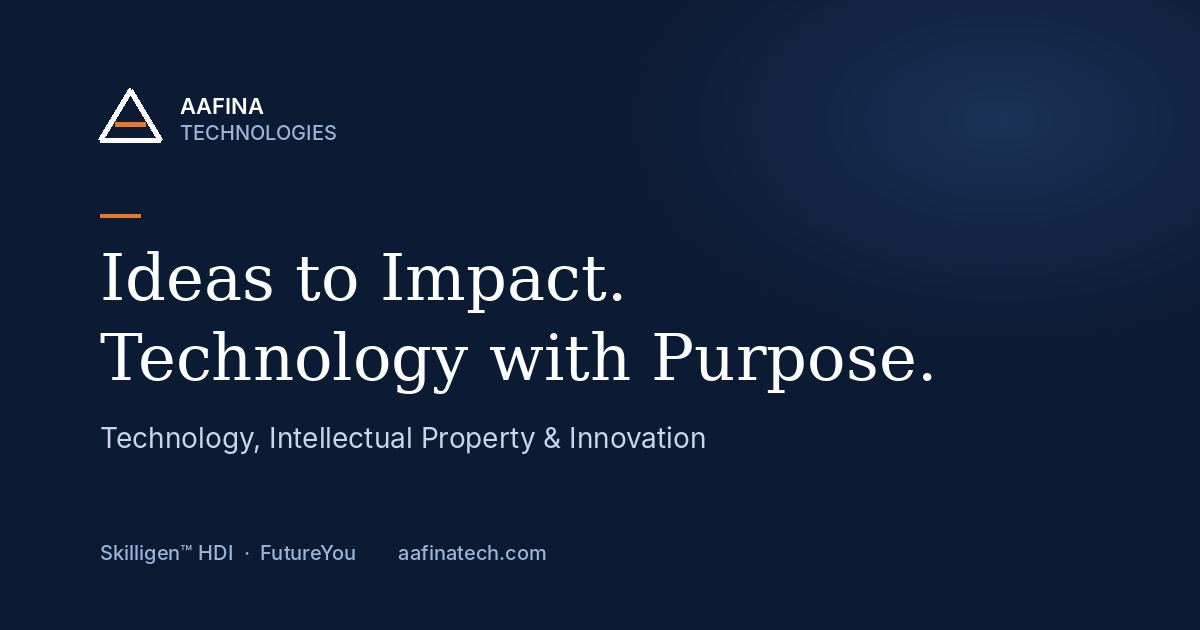 AAFINA
TECHNOLOGIES
Ideas to Impact.
Technology with Purpose.
Technology, Intellectual Property & Innovation
Skilligen™ HDI · FutureYou aafinatech.com